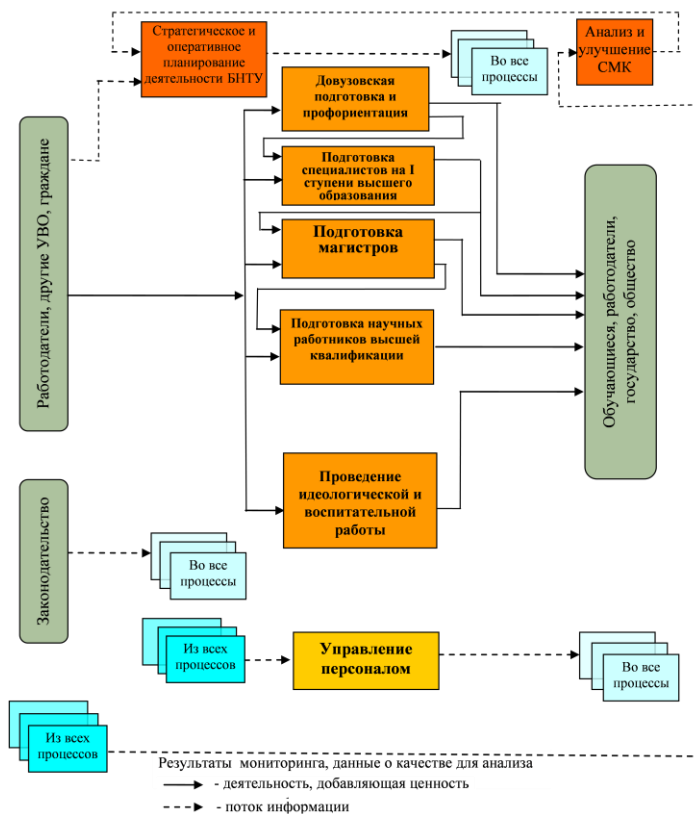 Стратегическое и
оперативное
планирование
деятельности БНТУ
Во все
процессы
Анализ и
улучшение
СМК
Довузовская
подготовка и
профориентация
Работодатели, другие УВО, граждане
Подготовка
специалистов на I
ступени высшего
образования
Подготовка
магистров
Подготовка научных
работников высшей
квалификации
Обучающиеся, работодатели,
государство, общество
Проведение
идеологической и
воспитательной
работы
Законодательство
Во все
процессы
Из всех
процессов
Управление
персоналом
Во все
процессы
Из всех
процессов
Результаты мониторинга, данные о качестве для анализа
- деятельность, добавляющая ценность
- поток информации